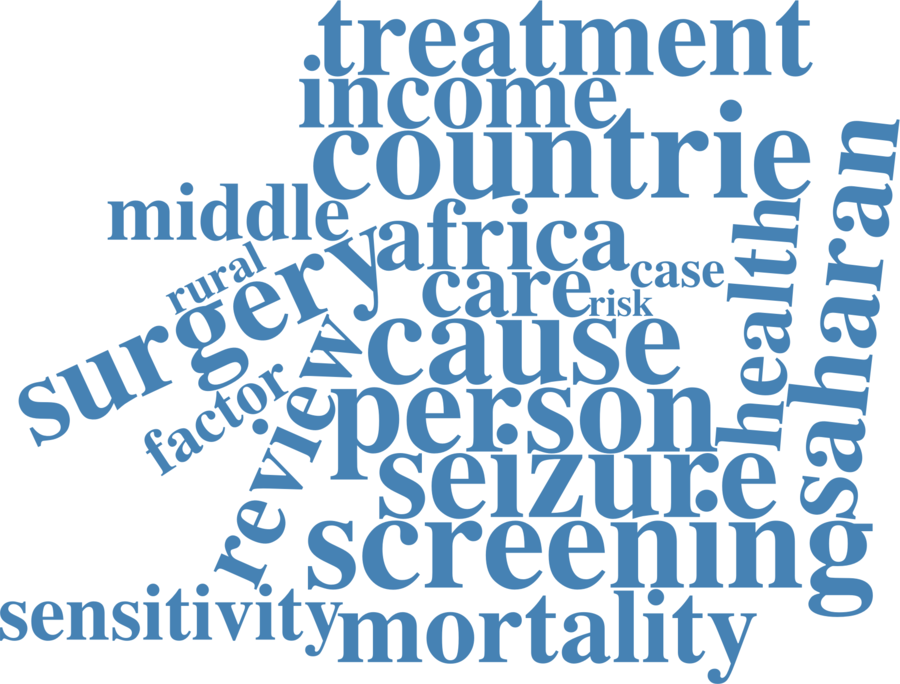 treatment
income
countrie
middle
africa
rural
surgery
care
case
risk
health
saharan
cause
factor
review
person
seizure
screening
sensitivity
mortality